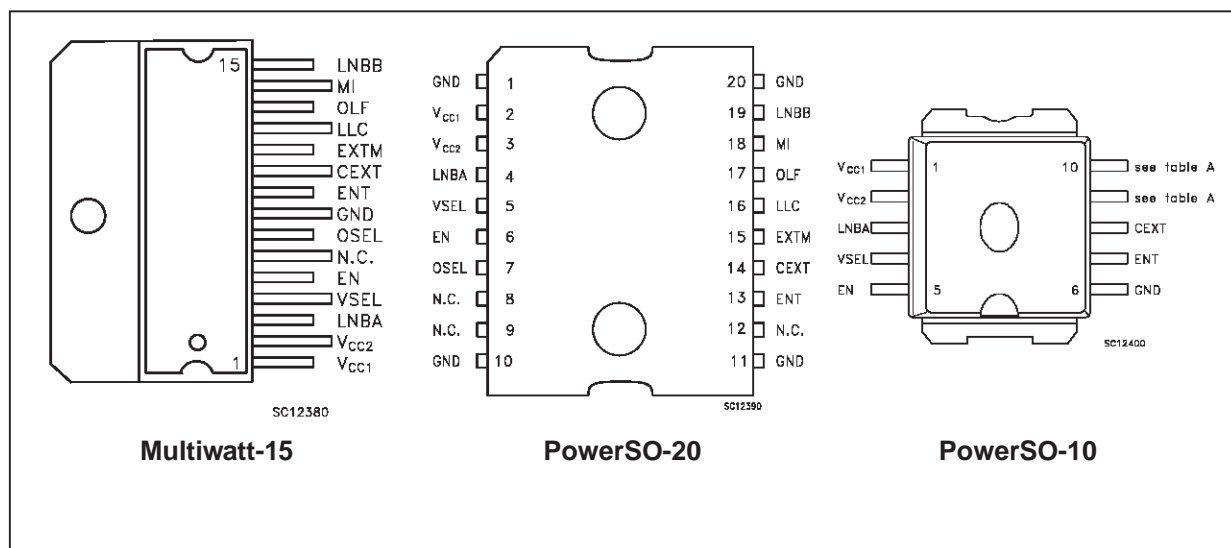 15 LNBB
MI
OLF
LLC
EXTM
CEXT
ENT
GND
OSEL
N.C.
EN
VSEL
LNBA
VCC2
1 VCC1
SC12380
Multiwatt-15
GND 1 20 GND
VCC1 2 19 LNBB
VCC2 3 18 MI
LNBA 4 17 OLF
VSEL 5 16 LLC
EN 6 15 EXTM
OSEL 7 14 CEXT
N.C. 8 13 ENT
N.C. 9 12 N.C.
GND 10 11 GND
SC12390
PowerSO-20
VCC1 1 10 see table A
VCC2 see table A
LNBA CEXT
VSEL ENT
EN 5 6 GND
SC12400
PowerSO-10